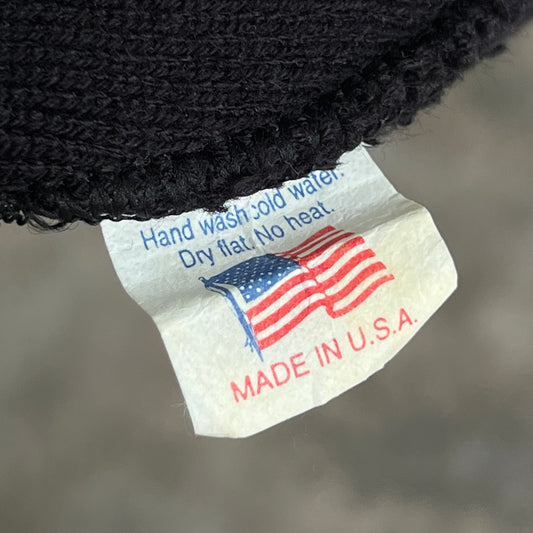 Hand wash cold water.
Dry flat. No heat.
MADE IN U.S.A.